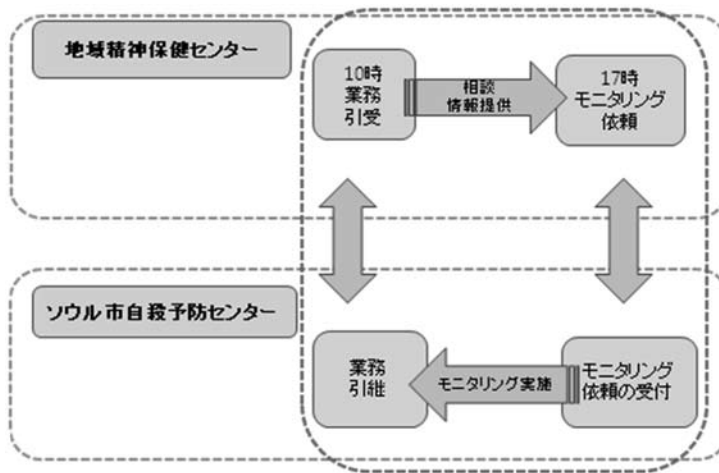 地域精神保健センター
10時
業務
引受
相談
情報提供
17時
モニタリング
依頼
ソウル市自殺予防センター
業務
引継
モニタリング実施
モニタリング
依頼の受付